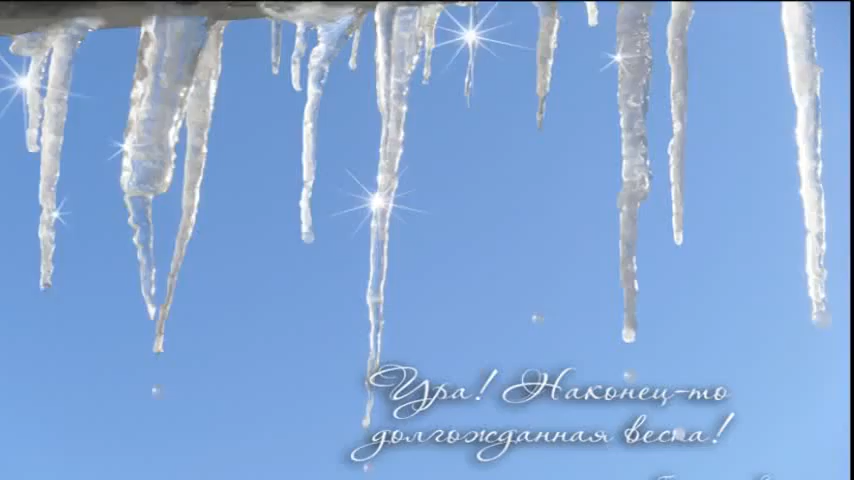 Ура! Наконец-то
долгожданная весна!